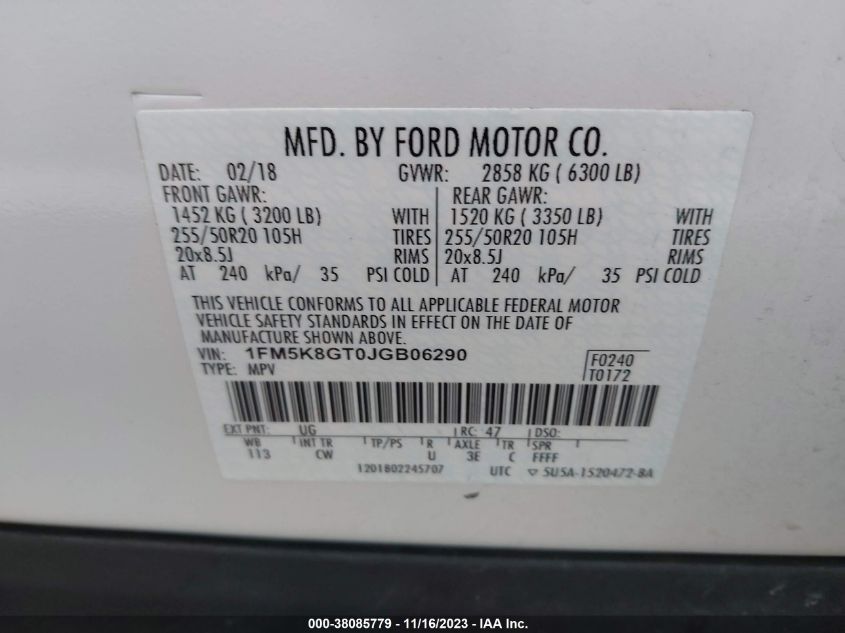 MFD. BY FORD MOTOR CO.
DATE: 02/18 GVWR: 2858 KG ( 6300 LB)
FRONT GAWR: REAR GAWR:
1452 KG ( 3200 LB) WITH 1520 KG ( 3350 LB) WITH
255/50R20 105H TIRES 255/50R20 105H TIRES
20x8.5J RIMS 20x8.5J RIMS
AT 240 kPa/ 35 PSI COLD AT 240 kPa/ 35 PSI COLD
THIS VEHICLE CONFORMS TO ALL APPLICABLE FEDERAL MOTOR
VEHICLE SAFETY STANDARDS IN EFFECT ON THE DATE OF
MANUFACTURE SHOWN ABOVE.
VIN: 1FM5K8GT0JGB06290 F0240
TYPE: MPV T0172
EXT PNT: UG RC: 47 DSO:
WB INT TR TP/PS R AXLE TR SPR
113 CW U 3E C FFFF
1201802245707 UTC ▽ 5U5A-1520472-BA
000-38085779 - 11/16/2023 - IAA Inc.